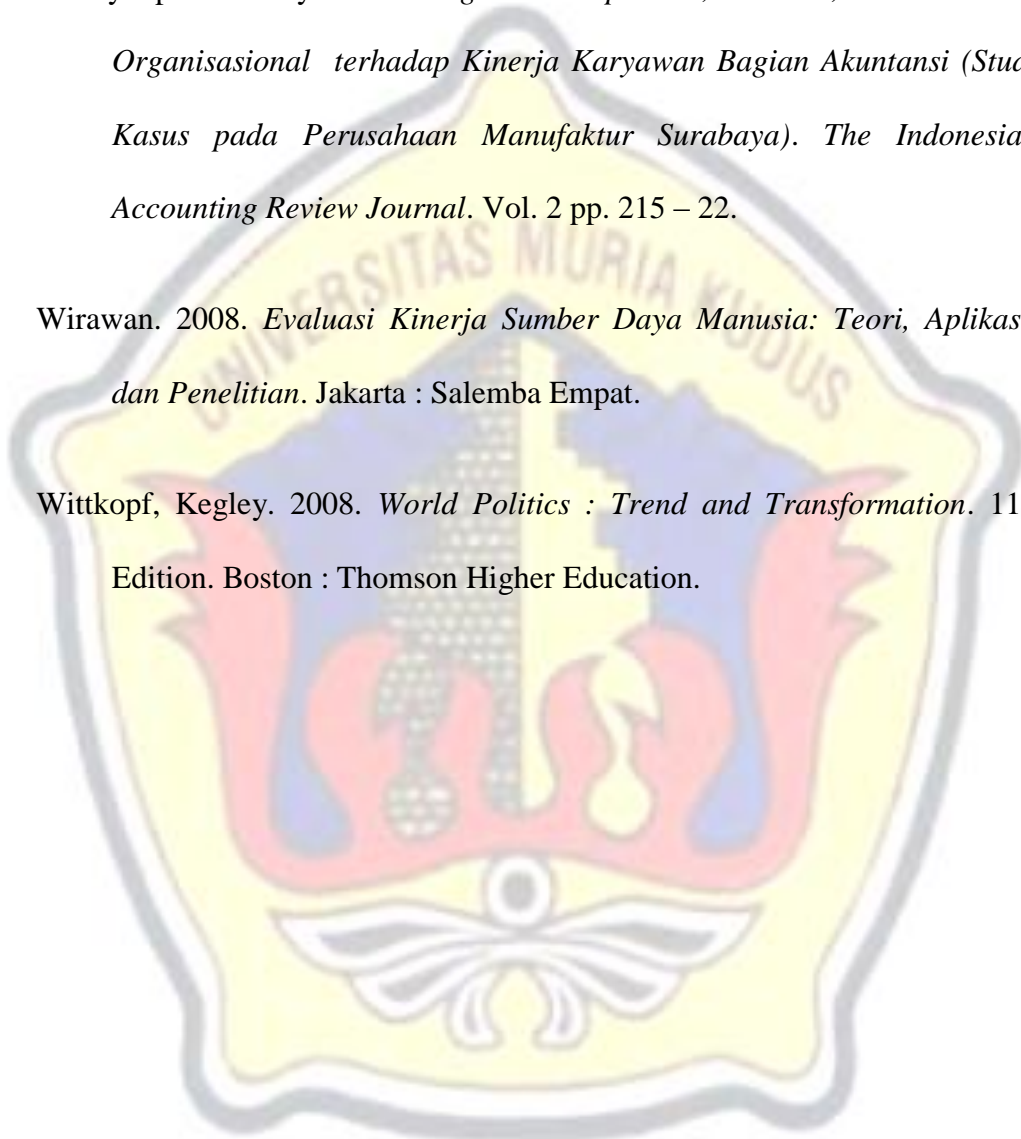 Organisasional terhadap Kinerja Karyawan Bagian Akuntansi (Stud
Kasus pada Perusahaan Manufaktur Surabaya). The Indonesia
Accounting Review Journal. Vol. 2 pp. 215 – 22.
UNIVERSITAS MURIA KUDUS
Wirawan. 2008. Evaluasi Kinerja Sumber Daya Manusia: Teori, Aplikas
dan Penelitian. Jakarta : Salemba Empat.
Wittkopf, Kegley. 2008. World Politics : Trend and Transformation. 11
Edition. Boston : Thomson Higher Education.